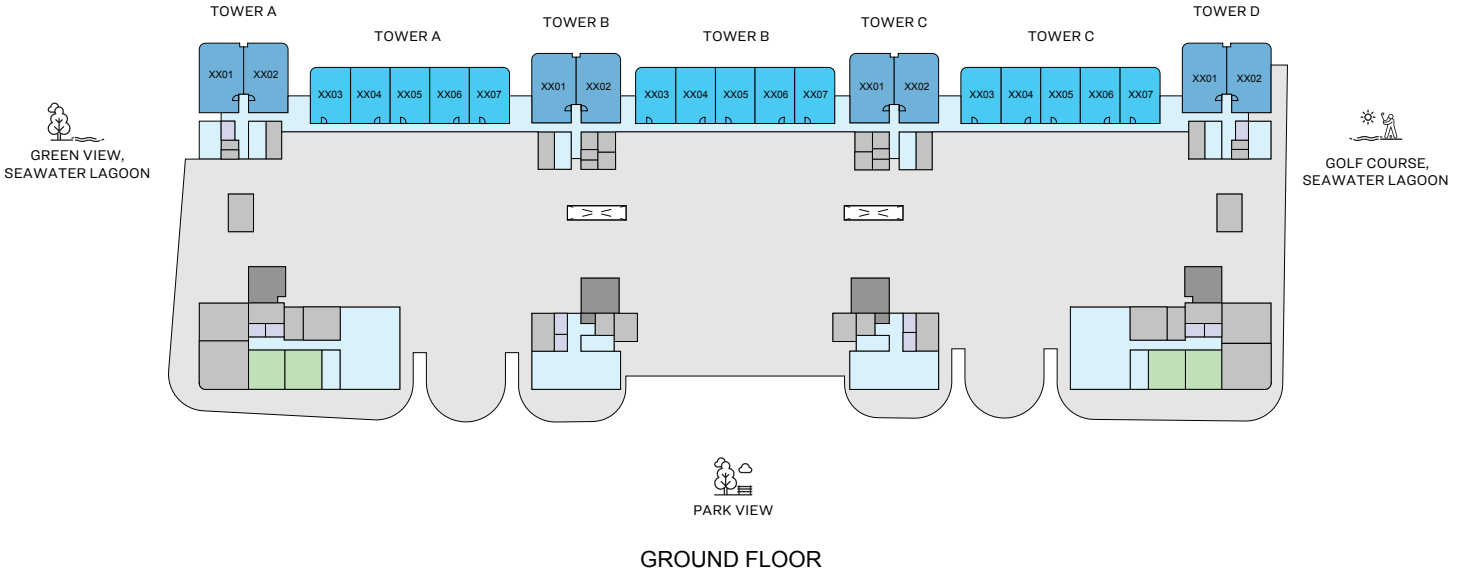 TOWER A
TOWER A
TOWER B
TOWER B
TOWER C
TOWER C
TOWER D
XX01 XX02
XX03 XX04 XX05 XX06 XX07
XX01 XX02
XX03 XX04 XX05 XX06 XX07
XX01 XX02
XX03 XX04 XX05 XX06 XX07
XX01 XX02
GREEN VIEW,
SEAWATER LAGOON
GOLF COURSE,
SEAWATER LAGOON
PARK VIEW
GROUND FLOOR